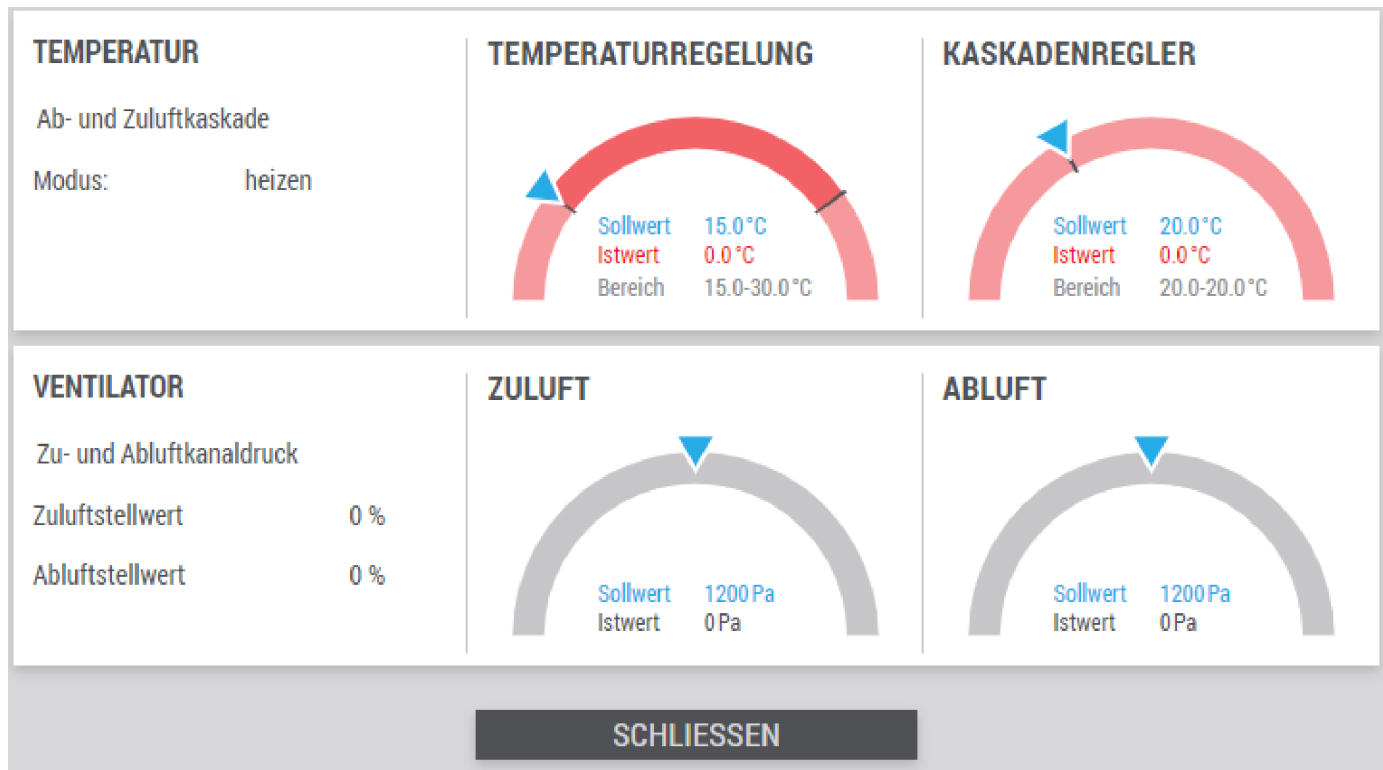 TEMPERATUR
Ab- und Zuluftkaskade
Modus: heizen
TEMPERATURREGELUNG
Sollwert 15.0°C
Istwert 0.0°C
Bereich 15.0-30.0°C
KASKADENREGLER
Sollwert 20.0°C
Istwert 0.0°C
Bereich 20.0-20.0°C
VENTILATOR
Zu- und Abluftkanaldruck
Zuluftstellwert 0 %
Abluftstellwert 0 %
ZULUFT
Sollwert 1200 Pa
Istwert 0 Pa
ABLUFT
Sollwert 1200 Pa
Istwert 0 Pa
SCHLIESSEN